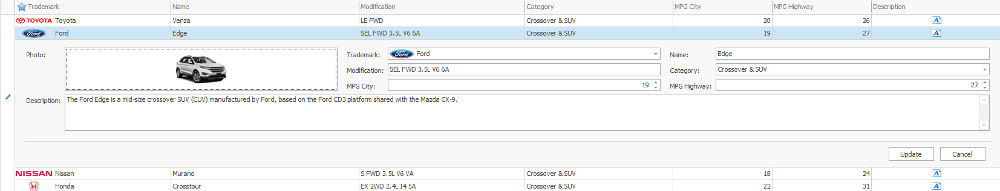 Trademark Name Modification Category MPG City MPG Highway Description
TOYOTA Toyota Venza LE FWD Crossover & SUV 20 26 A
Ford Ford Edge SEL FWD 3.5L V6 6A Crossover & SUV 19 27 A
Photo: Trademark: Ford Ford Name: Edge
Modification: SEL FWD 3.5L V6 6A Category: Crossover & SUV
MPG City: 19 MPG Highway: 27
Description: The Ford Edge is a mid-size crossover SUV (CUV) manufactured by Ford, based on the Ford CD3 platform shared with the Mazda CX-9.
Update Cancel
NISSAN Nissan Murano S FWD 3.5L V6 VA Crossover & SUV 18 24 A
Honda Crosstour EX 2WD 2.4L I4 5A Crossover & SUV 22 31 A